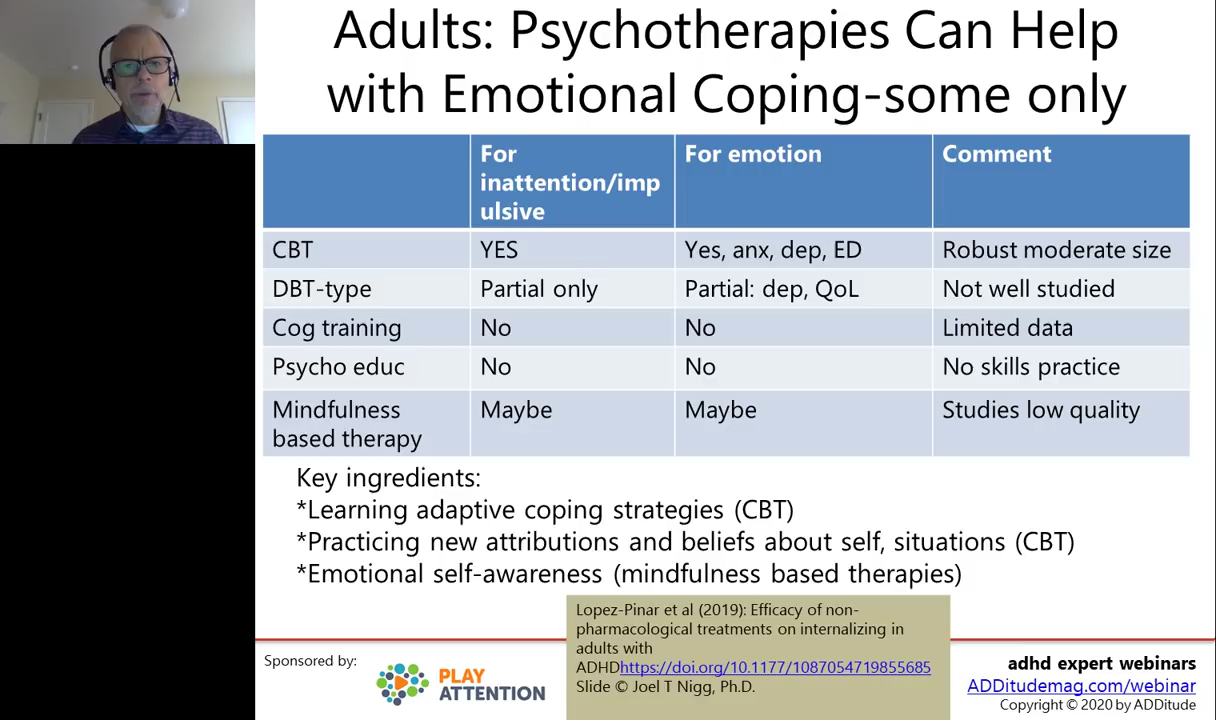 Adults: Psychotherapies Can Help
with Emotional Coping-some only
For
inattention/imp
ulsive
For emotion
Comment
CBT
YES
Yes, anx, dep, ED
Robust moderate size
DBT-type
Partial only
Partial: dep, QoL
Not well studied
Cog training
No
No
Limited data
Psycho educ
No
No
No skills practice
Mindfulness
based therapy
Maybe
Maybe
Studies low quality
Key ingredients:
*Learning adaptive coping strategies (CBT)
*Practicing new attributions and beliefs about self, situations (CBT)
*Emotional self-awareness (mindfulness based therapies)
Lopez-Pinar et al (2019): Efficacy of non-
pharmacological treatments on internalizing in
adults with
ADHDhttps://doi.org/10.1177/1087054719855685
Slide © Joel T Nigg, Ph.D.
Sponsored by:
PLAY
ATTENTION
adhd expert webinars
ADDitudemag.com/webinar
Copyright © 2020 by ADDitude